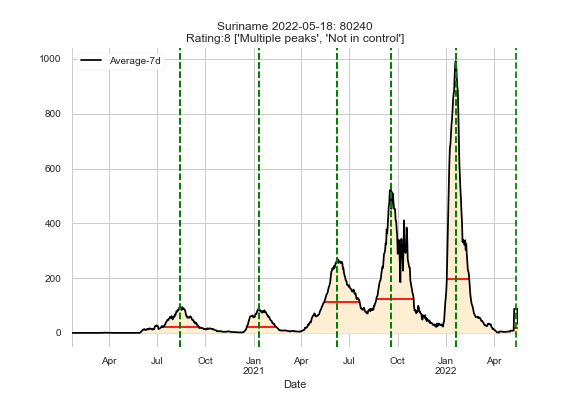 Suriname 2022-05-18: 80240
Rating:8 ['Multiple peaks', 'Not in control']
Average-7d
1000
800
600
400
200
0
Apr Jul Oct Jan Apr Jul Oct Jan Apr
2021 2022
Date